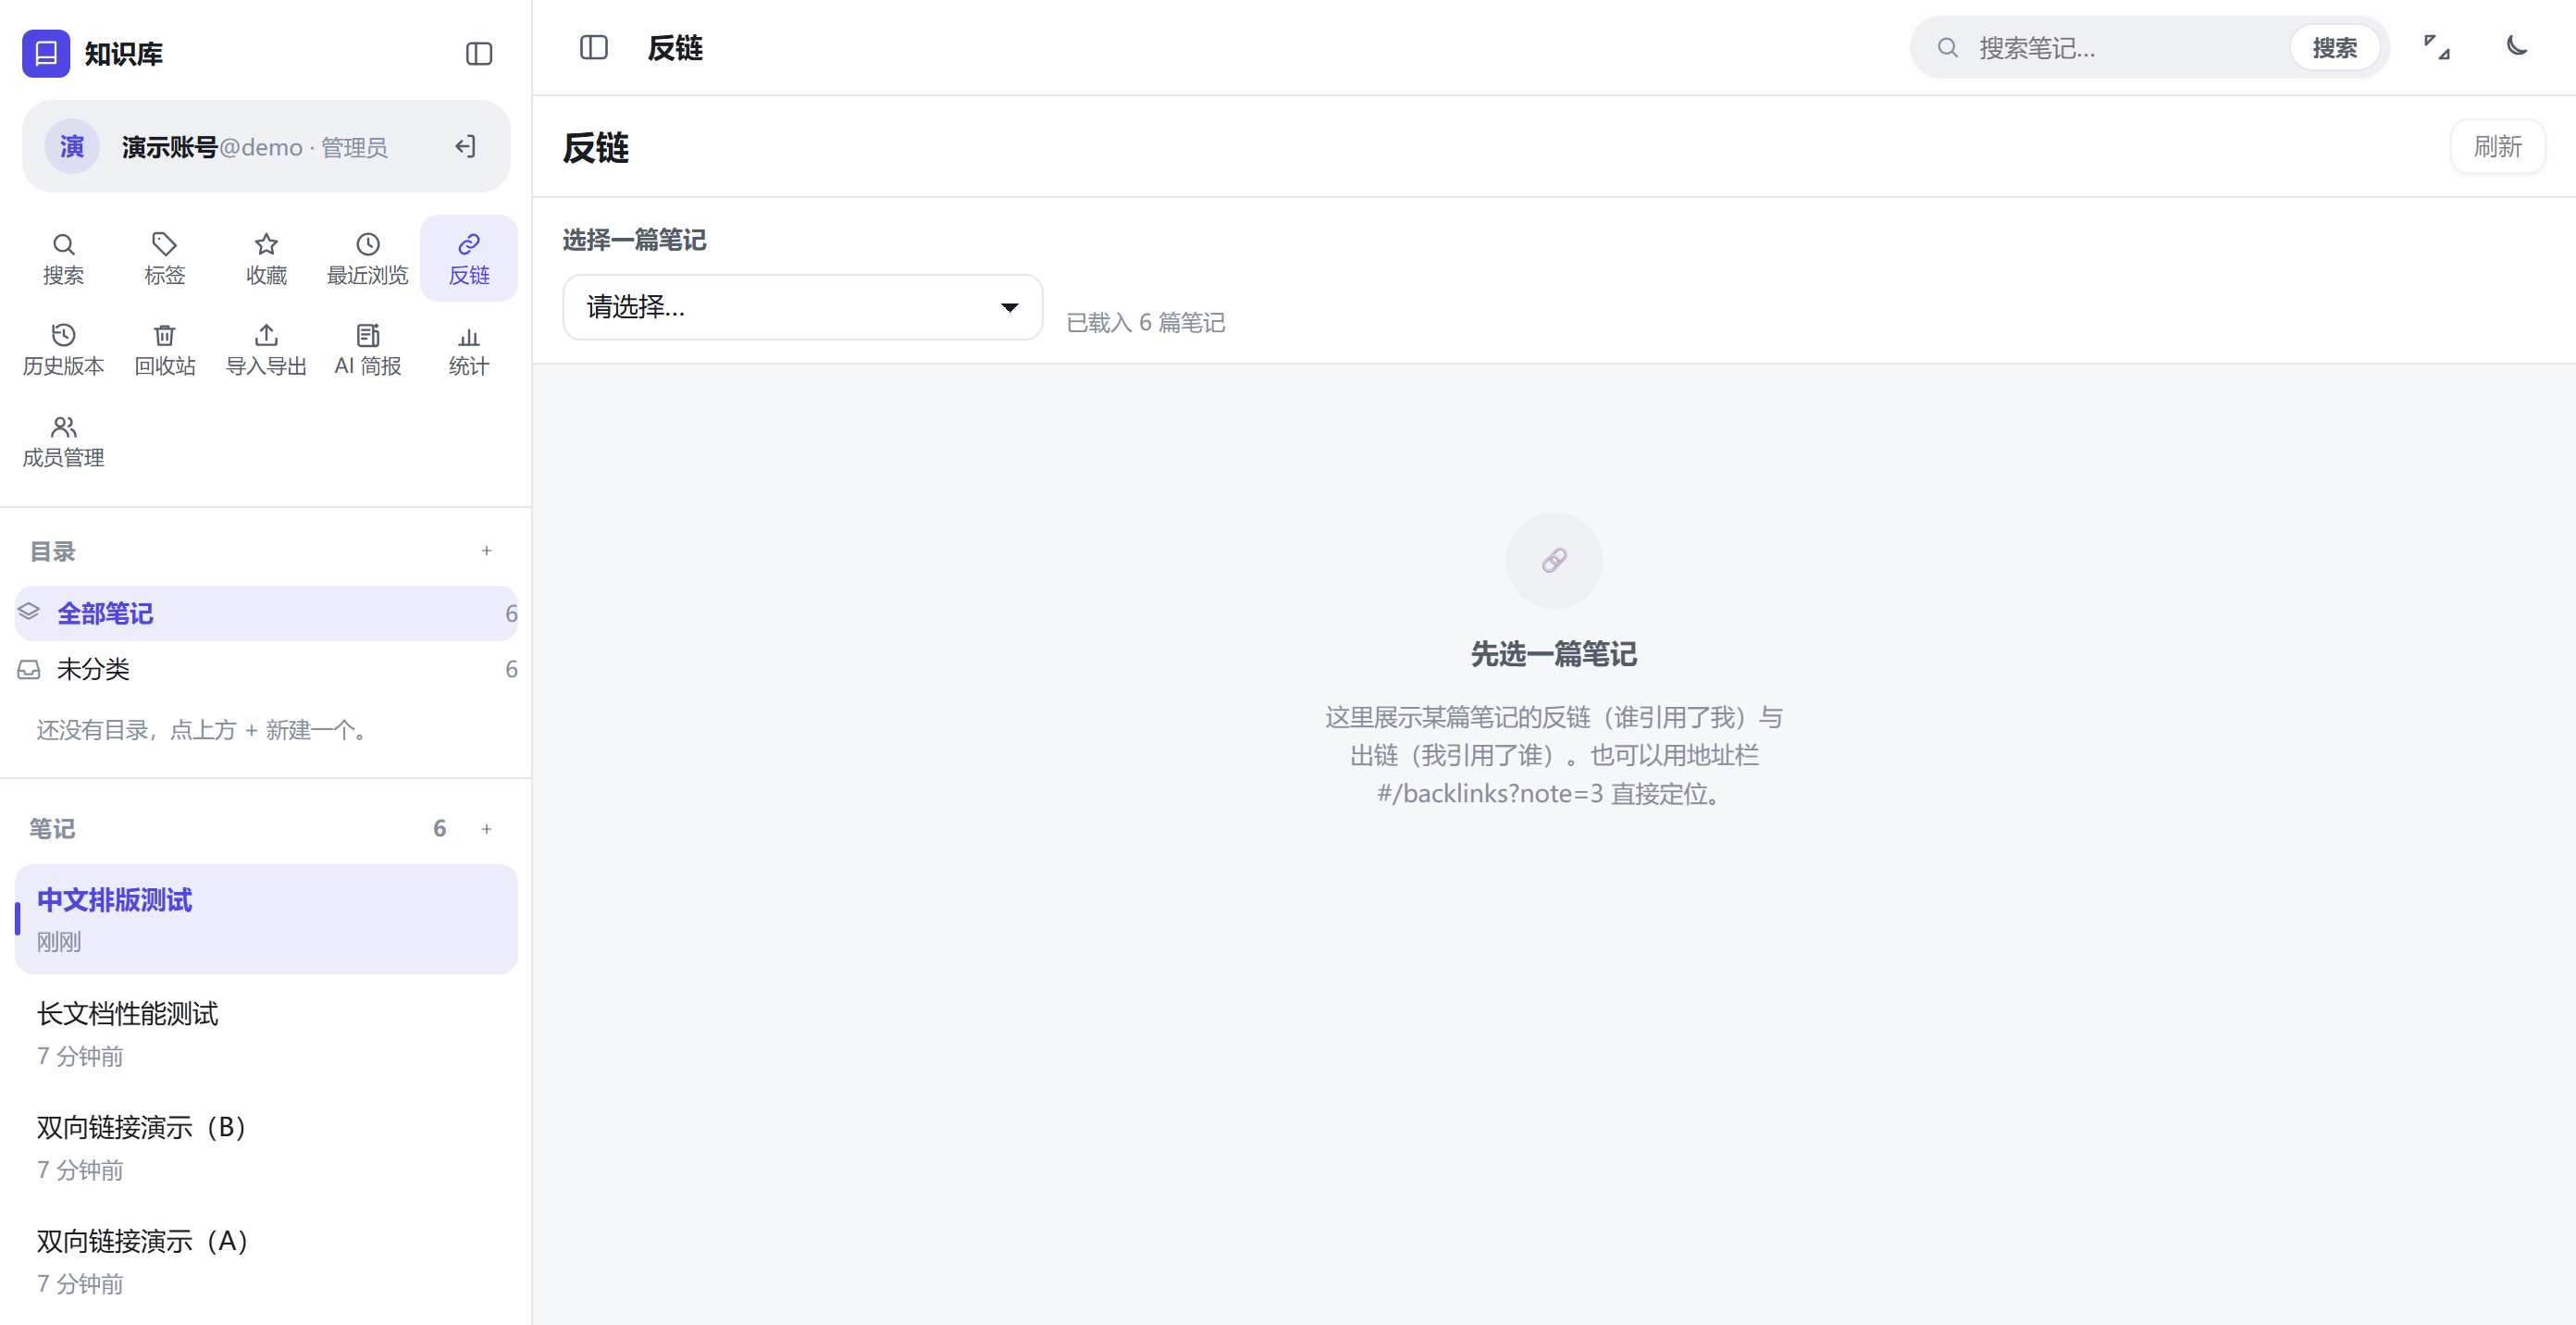 知识库
演
演示账号@demo · 管理员
搜索
标签
收藏
最近浏览
反链
历史版本
回收站
导入导出
AI 简报
统计
成员管理
目录
+
全部笔记
6
未分类
6
还没有目录，点上方 + 新建一个。
笔记
6
+
中文排版测试
刚刚
长文档性能测试
7 分钟前
双向链接演示（B）
7 分钟前
双向链接演示（A）
7 分钟前
反链
搜索笔记...
搜索
反链
刷新
选择一篇笔记
请选择...
已载入 6 篇笔记
先选一篇笔记
这里展示某篇笔记的反链（谁引用了我）与
出链（我引用了谁）。也可以用地址栏
#/backlinks?note=3 直接定位。